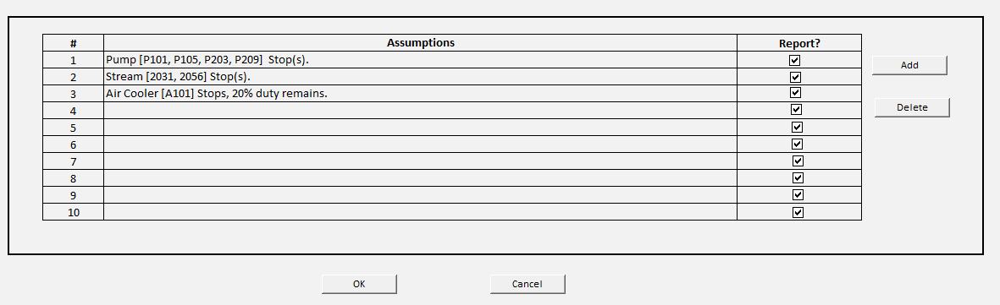 # Assumptions Report?
1 Pump [P101, P105, P203, P209]  Stop(s).
Add
2 Stream [2031, 2056] Stop(s).
3 Air Cooler [A101] Stops, 20% duty remains.
4
Delete
5
6
7
8
9
10
OK Cancel